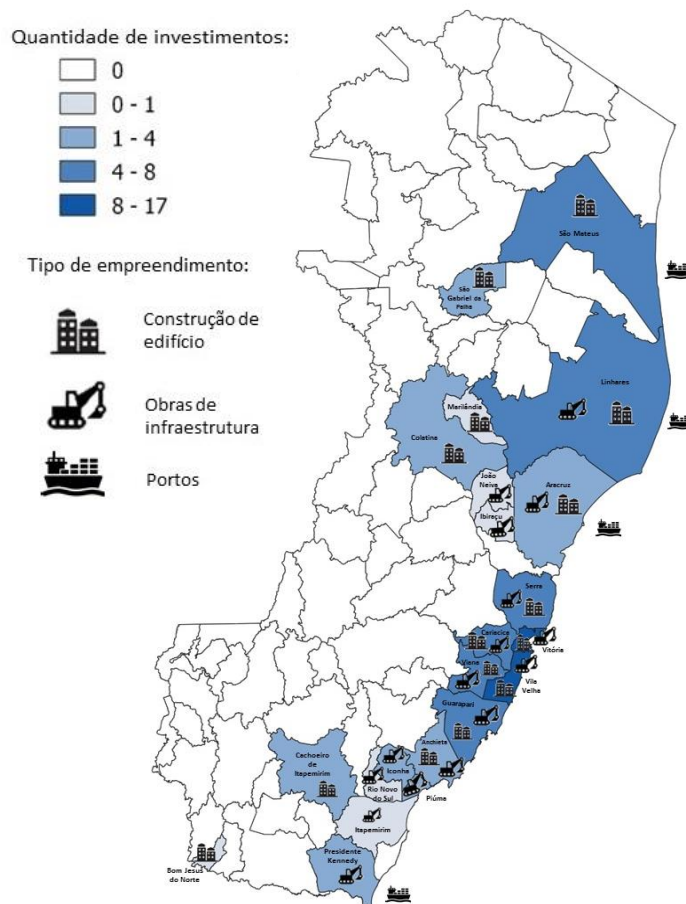 Quantidade de investimentos:
0
0 - 1
1 - 4
4 - 8
8 - 17
Tipo de empreendimento:
Construção de
edifício
Obras de
infraestrutura
Portos
São Mateus
São
Gabriel da
Palha
Linhares
Marilândia
Colatina
João
Neiva
Aracruz
Ibiraçu
Serra
Cariacica
Vitória
Viana
Vila
Velha
Guarapari
Anchieta
Cachoeiro
de
Itapemirim
Iconha
Rio Novo
do Sul
Piúma
Itapemirim
Presidente
Kennedy
Bom Jesus
do Norte